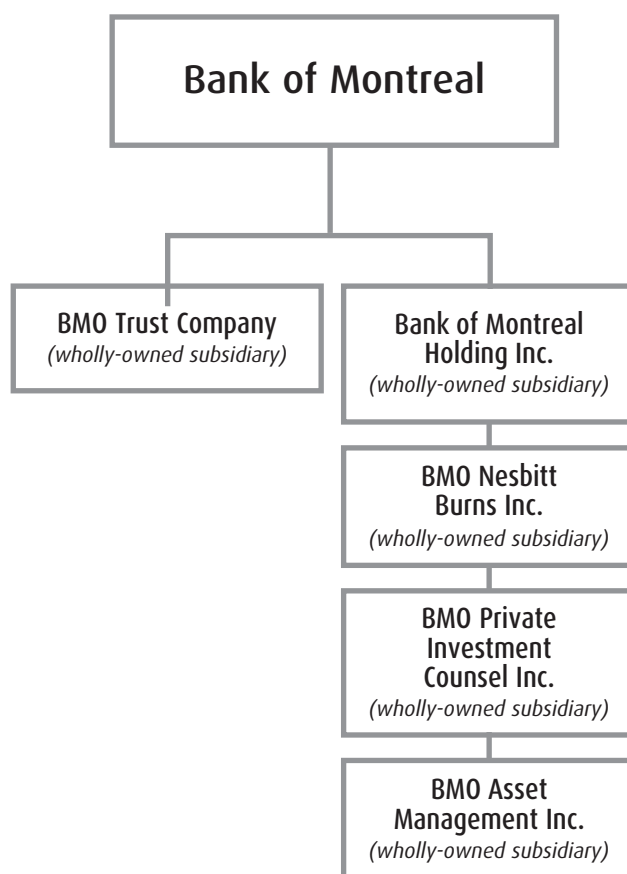 Bank of Montreal
BMO Trust Company
(wholly-owned subsidiary)
Bank of Montreal
Holding Inc.
(wholly-owned subsidiary)
BMO Nesbitt
Burns Inc.
(wholly-owned subsidiary)
BMO Private
Investment
Counsel Inc.
(wholly-owned subsidiary)
BMO Asset
Management Inc.
(wholly-owned subsidiary)